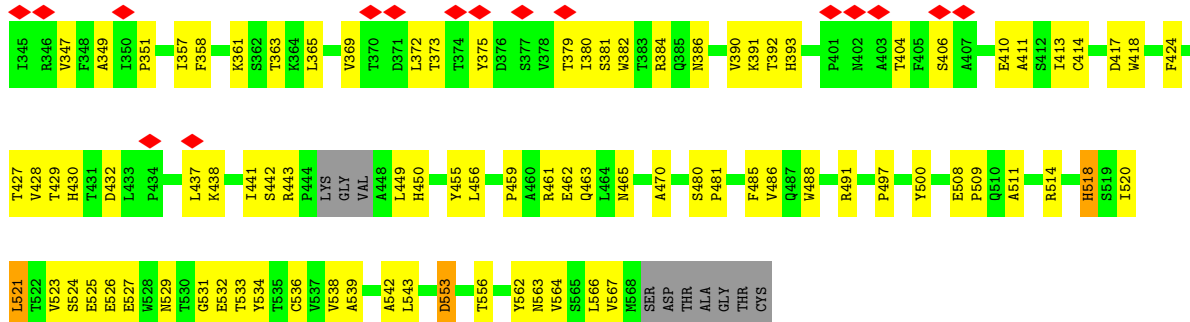 I345 R346 V347 F348 A349 I350 P351 I357 F358 K361 S362 T363 K364 L365 V369 T370 D371 L372 T373 T374 Y375 D376 S377 V378 T379 I380 S381 W382 T383 R384 Q385 N386 V390 K391 T392 H393 P401 N402 A403 T404 F405 S406 A407 E410 A411 S412 I413 C414 D417 W418 F424
T427 V428 T429 H430 T431 D432 L433 P434 L437 K438 I441 S442 R443 P444 LYS GLY VAL A448 L449 H450 Y455 L456 P459 A460 R461 E462 Q463 L464 N465 A470 S480 P481 F485 V486 Q487 W488 R491 P497 Y500 E508 P509 Q510 A511 R514 H518 S519 I520
L521 T522 V523 S524 E525 E526 E527 W528 N529 T530 G531 E532 T533 Y534 T535 C536 V537 V538 A539 A542 L543 D553 T556 Y562 N563 V564 S565 L566 V567 M568 SER ASP THR ALA GLY THR CYS